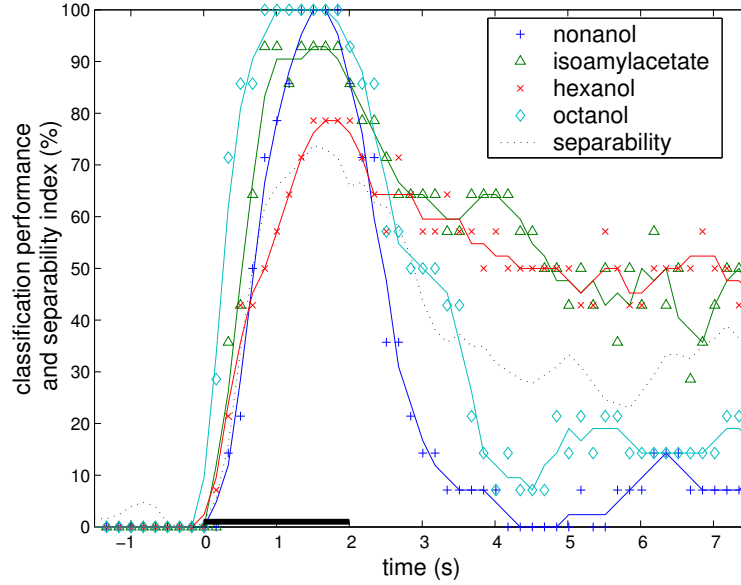 100
90
80
70
60
50
40
30
20
10
0
classification performance
and separability index (%)
nonanol
isoamylacetate
hexanol
octanol
separability
−1 0 1 2 3 4 5 6 7
time (s)